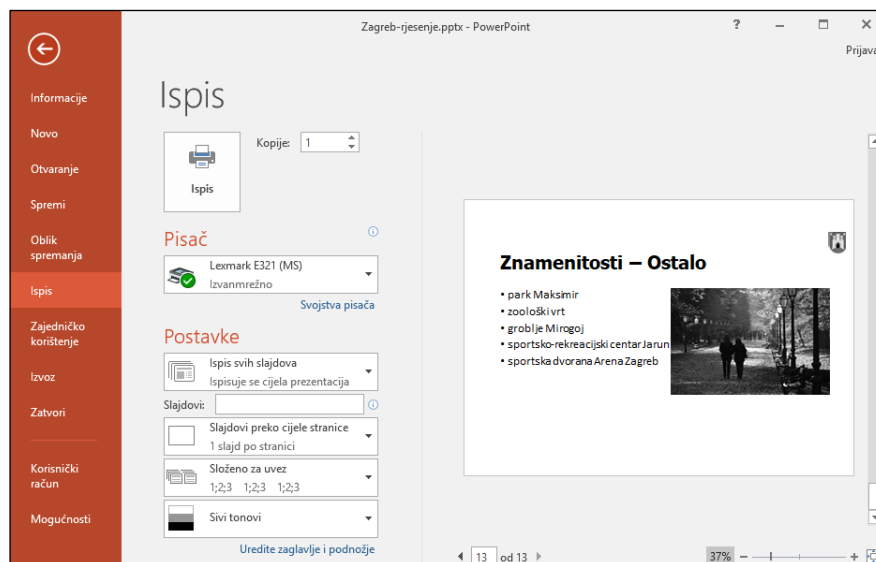 Zagreb-rjesenje.pptx - PowerPoint
?
Prijava
Informacije
Novo
Otvaranje
Spremi
Oblik
spremanja
Ispis
Zajedničko
korištenje
Izvoz
Zatvori
Korisnički
račun
Mogućnosti
Ispis
Ispis
Kopije: 1
Pisač
Lexmark E321 (MS)
Izvanmrežno
Svojstva pisača
Postavke
Ispis svih slajdova
Ispisuje se cijela prezentacija
Slajdovi:
Slajdovi preko cijele stranice
1 slajd po stranici
Složeno za uvez
1;2;3 1;2;3 1;2;3
Sivi tonovi
Uredite zaglavlje i podnožje
Znamenitosti – Ostalo
• park Maksimir
• zoološki vrt
• groblje Mirogoj
• sportsko-rekreacijski centar Jarun
• sportska dvorana Arena Zagreb
13 od 13
37%